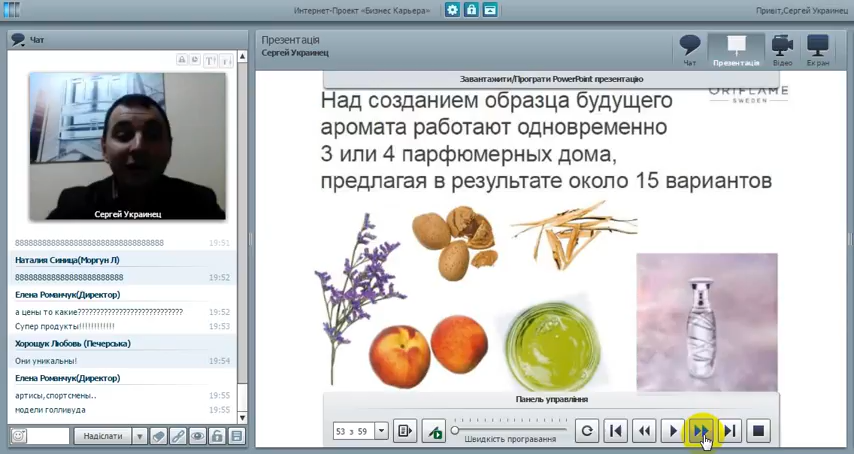 Интернет-Проект «Бизнес Карьера»
Привіт,Сергей Украинец
Чат
Сергей Украинец
88888888888888888888888888888888 19:51
Наталия Синица(Моргун Л)
88888888888888888888888 19:52
Елена Романчук(Директор)
а цены то какие??????????????????????????? 19:52
Супер продукты!!!!!!!!!!!! 19:53
Хорощук Любовь (Печерська)
Они уникальны! 19:54
Елена Романчук(Директор)
артисы,спортсмены.. 19:55
модели голливуда 19:55
Надіслати
Презентація
Сергей Украинец
Чат
Презентація
Відео
Екран
Завантажити/Програти PowerPoint презентацію
ORIFLAME
SWEDEN
Над созданием образца будущего
аромата работают одновременно
3 или 4 парфюмерных дома,
предлагая в результате около 15 вариантов
Панель управління
53 з 59
Швидкість програвання